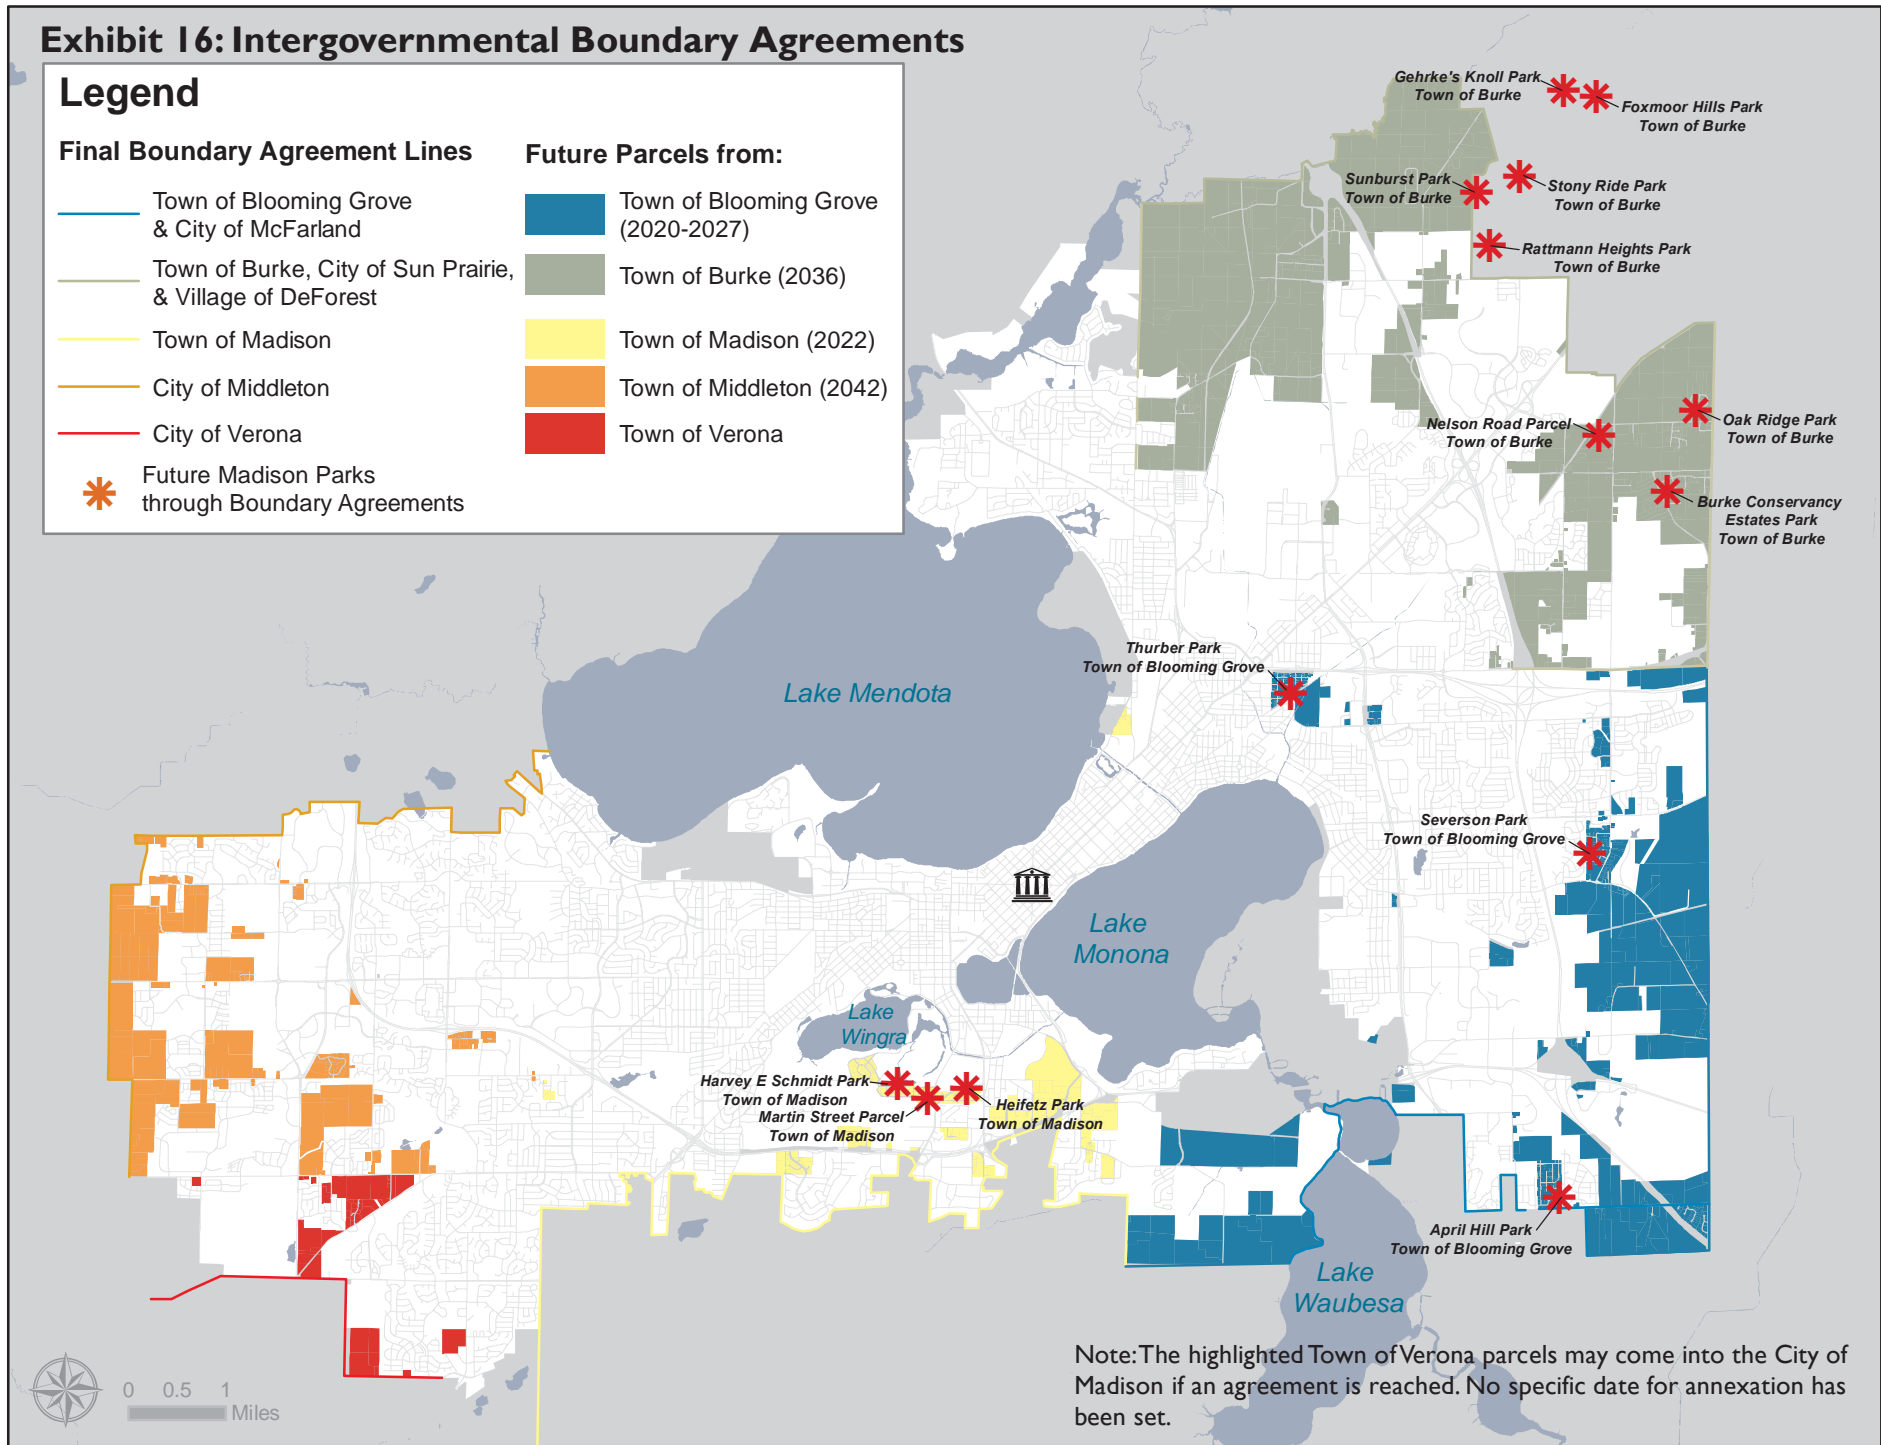 Exhibit 16: Intergovernmental Boundary Agreements
Legend
Final Boundary Agreement Lines
Town of Blooming Grove
& City of McFarland
Town of Burke, City of Sun Prairie,
& Village of DeForest
Town of Madison
City of Middleton
City of Verona
Future Madison Parks
through Boundary Agreements
Future Parcels from:
Town of Blooming Grove
(2020-2027)
Town of Burke (2036)
Town of Madison (2022)
Town of Middleton (2042)
Town of Verona
Gehrke's Knoll Park
Town of Burke
Foxmoor Hills Park
Town of Burke
Sunburst Park
Town of Burke
Stony Ride Park
Town of Burke
Rattmann Heights Park
Town of Burke
Nelson Road Parcel
Town of Burke
Oak Ridge Park
Town of Burke
Burke Conservancy
Estates Park
Town of Burke
Thurber Park
Town of Blooming Grove
Lake Mendota
Severson Park
Town of Blooming Grove
Lake
Monona
Lake
Wingra
Harvey E Schmidt Park
Town of Madison
Martin Street Parcel
Town of Madison
Heifetz Park
Town of Madison
April Hill Park
Town of Blooming Grove
Lake
Waubesa
Note: The highlighted Town of Verona parcels may come into the City of
Madison if an agreement is reached. No specific date for annexation has
been set.
0 0.5 1
Miles